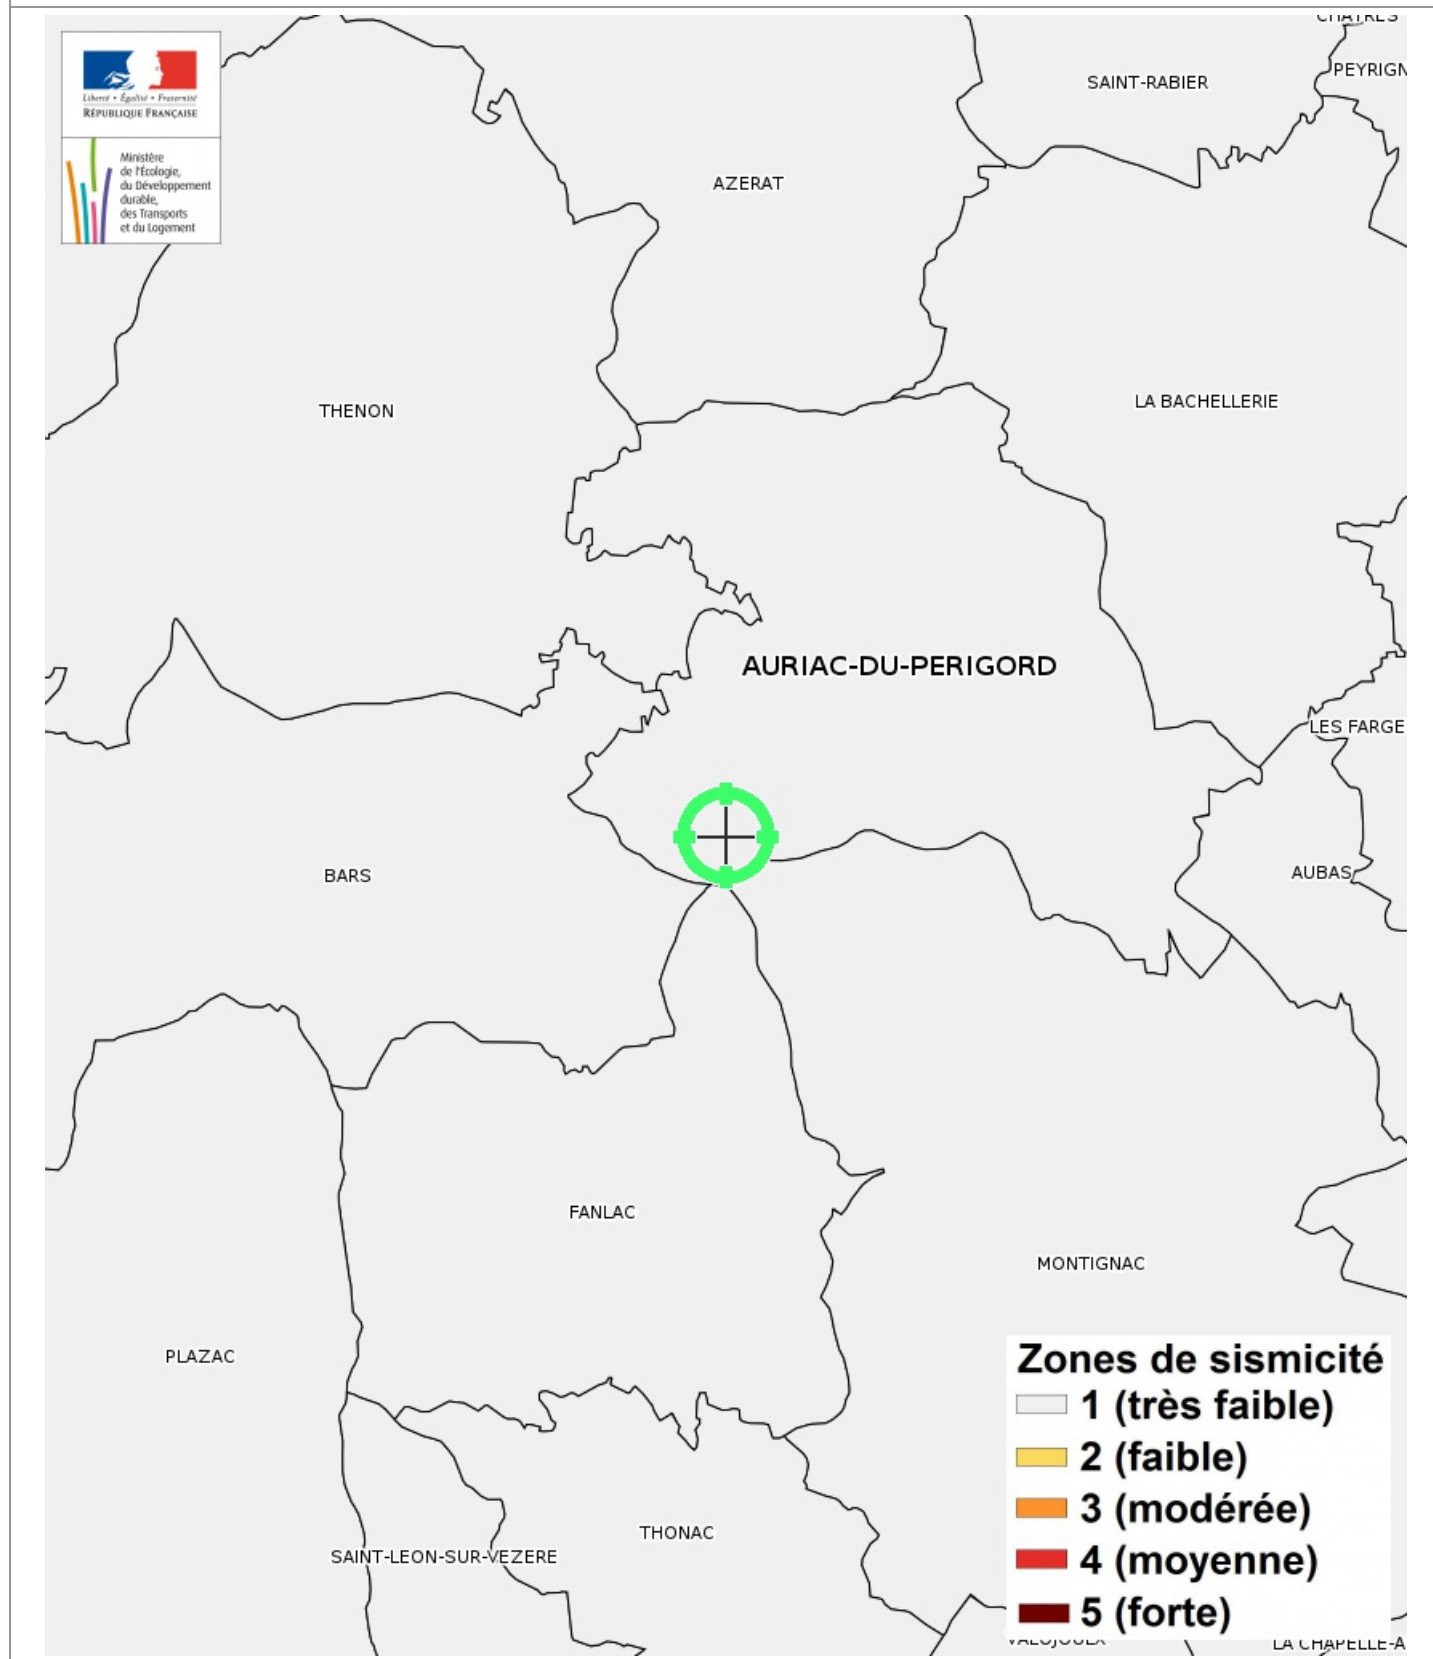 Liberté • Égalité • Fraternité
RÉPUBLIQUE FRANÇAISE
Ministère
de l'Écologie,
du Développement
durable,
des Transports
et du Logement
CHATRES
SAINT-RABIER
PEYRIGN
AZERAT
THENON
LA BACHELLERIE
AURIAC-DU-PERIGORD
LES FARGE
BARS
AUBAS
FANLAC
MONTIGNAC
PLAZAC
THONAC
SAINT-LEON-SUR-VEZERE
Zones de sismicité
1 (très faible)
2 (faible)
3 (modérée)
4 (moyenne)
5 (forte)
VALOJOULX
LA CHAPELLE-A